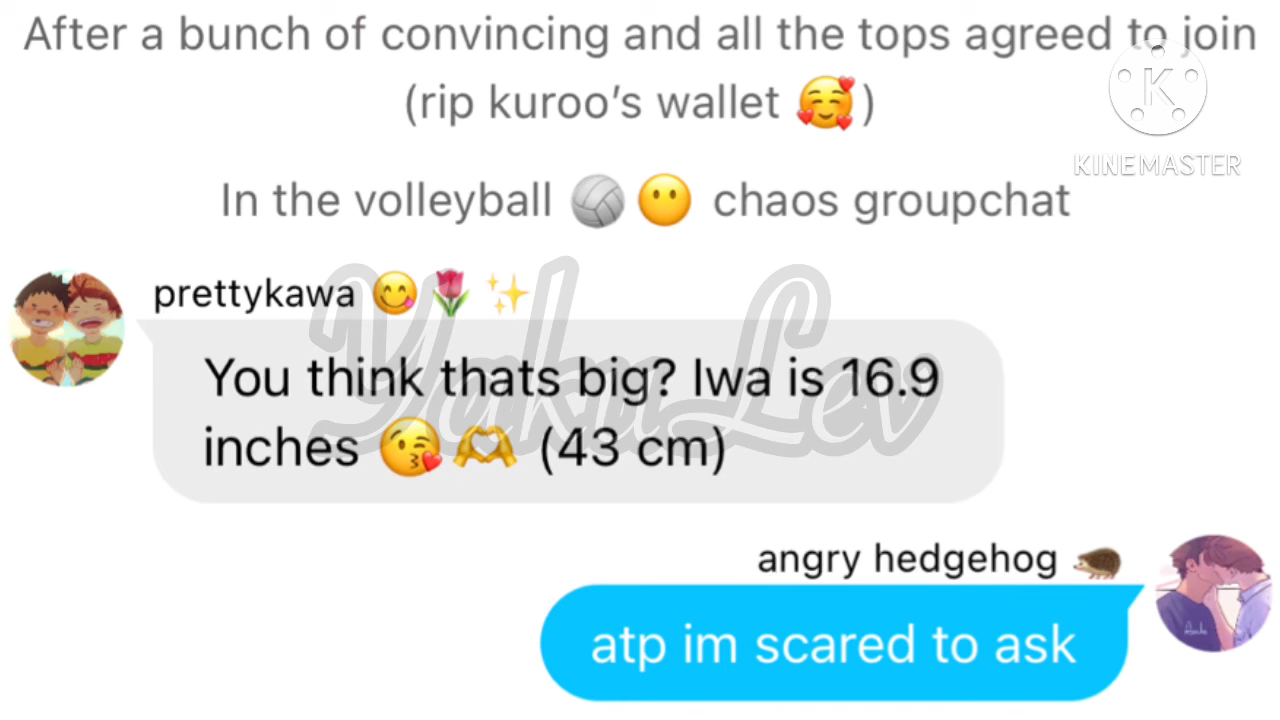 After a bunch of convincing and all the tops agreed to join
(rip kuroo's wallet 🥰)
K
KINEMASTER
In the volleyball 🏐😶 chaos groupchat
prettykawa 😋🌷✨
You think thats big? Iwa is 16.9
inches 😘🫶 (43 cm)
YakuLev
angry hedgehog 🦔
atp im scared to ask